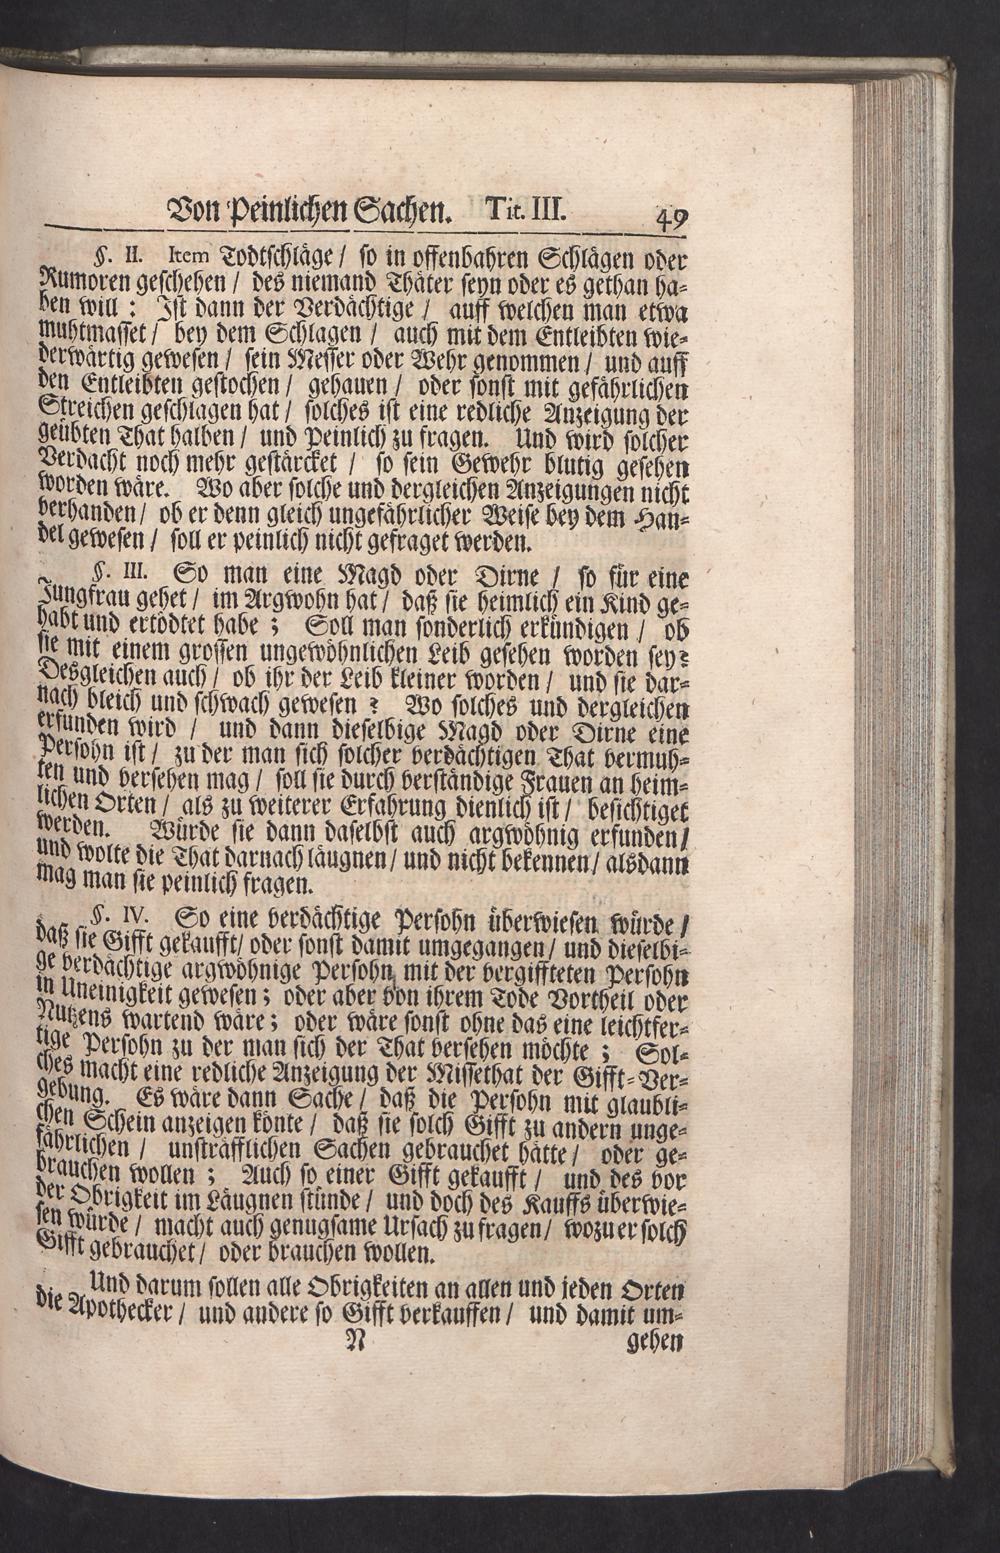 Von Peinlichen Sachen. Tit. III. 49
§. II. Item Todtschläge / so in offenbahren Schlägen oder
Rumoren geschehen / des niemand Thäter seyn oder es gethan ha-
ben will : Ist dann der Verdächtige / auff welchen man etwa
muhtmasset / bey dem Schlagen / auch mit dem Entleibten wie-
derwärtig gewesen / sein Messer oder Wehr genommen / und auff
den Entleibten gestochen / gehauen / oder sonst mit gefährlichen
Streichen geschlagen hat / solches ist eine redliche Anzeigung der
geübten That halben / und Peinlich zu fragen. Und wird solcher
Verdacht noch mehr gestärcket / so sein Gewehr blutig gesehen
worden wäre. Wo aber solche und dergleichen Anzeigungen nicht
verhanden / ob er denn gleich ungefährlicher Weise bey dem Han-
del gewesen / soll er peinlich nicht gefraget werden.
§. III. So man eine Magd oder Dirne / so für eine
Jungfrau gehet / im Argwohn hat / daß sie heimlich ein Kind ge-
habt und ertödtet habe ; Soll man sonderlich erkündigen / ob
sie mit einem grossen ungewöhnlichen Leib gesehen worden sey?
Desgleichen auch / ob ihr der Leib kleiner worden / und sie dar-
nach bleich und schwach gewesen ? Wo solches und dergleichen
erfunden wird / und dann dieselbige Magd oder Dirne eine
Persohn ist / zu der man sich solcher verdächtigen That vermuh-
ten und versehen mag / soll sie durch verständige Frauen an heim-
lichen Orten / als zu weiterer Erfahrung dienlich ist / besichtiget
werden. Würde sie dann daselbst auch argwöhnig erfunden /
und wolte die That darnach läugnen / und nicht bekennen / alsdann
mag man sie peinlich fragen.
§. IV. So eine verdächtige Persohn überwiesen würde /
daß sie Gifft gekaufft / oder sonst damit umgegangen / und dieselbi-
ge verdächtige argwöhnige Persohn mit der vergiffteten Persohn
in Uneinigkeit gewesen ; oder aber von ihrem Tode Vortheil oder
Nutzens wartend wäre ; oder wäre sonst ohne das eine leichtfer-
tige Persohn zu der man sich der That versehen möchte ; Sol-
ches macht eine redliche Anzeigung der Missethat der Gifft-Ver-
gebung. Es wäre dann Sache / daß die Persohn mit glaubli-
chen Schein anzeigen könte / daß sie solch Gifft zu andern unge-
fährlichen / unsträfflichen Sachen gebrauchet hätte / oder ge-
brauchen wollen ; Auch so einer Gifft gekaufft / und des vor
der Obrigkeit im Läugnen stünde / und doch des Kauffs überwie-
sen würde / macht auch genugsame Ursach zu fragen / wozu er solch
Gifft gebrauchet / oder brauchen wollen.
Und darum sollen alle Obrigkeiten an allen und jeden Orten
die Apothecker / und andere so Gifft verkauffen / und damit um-
N gehen